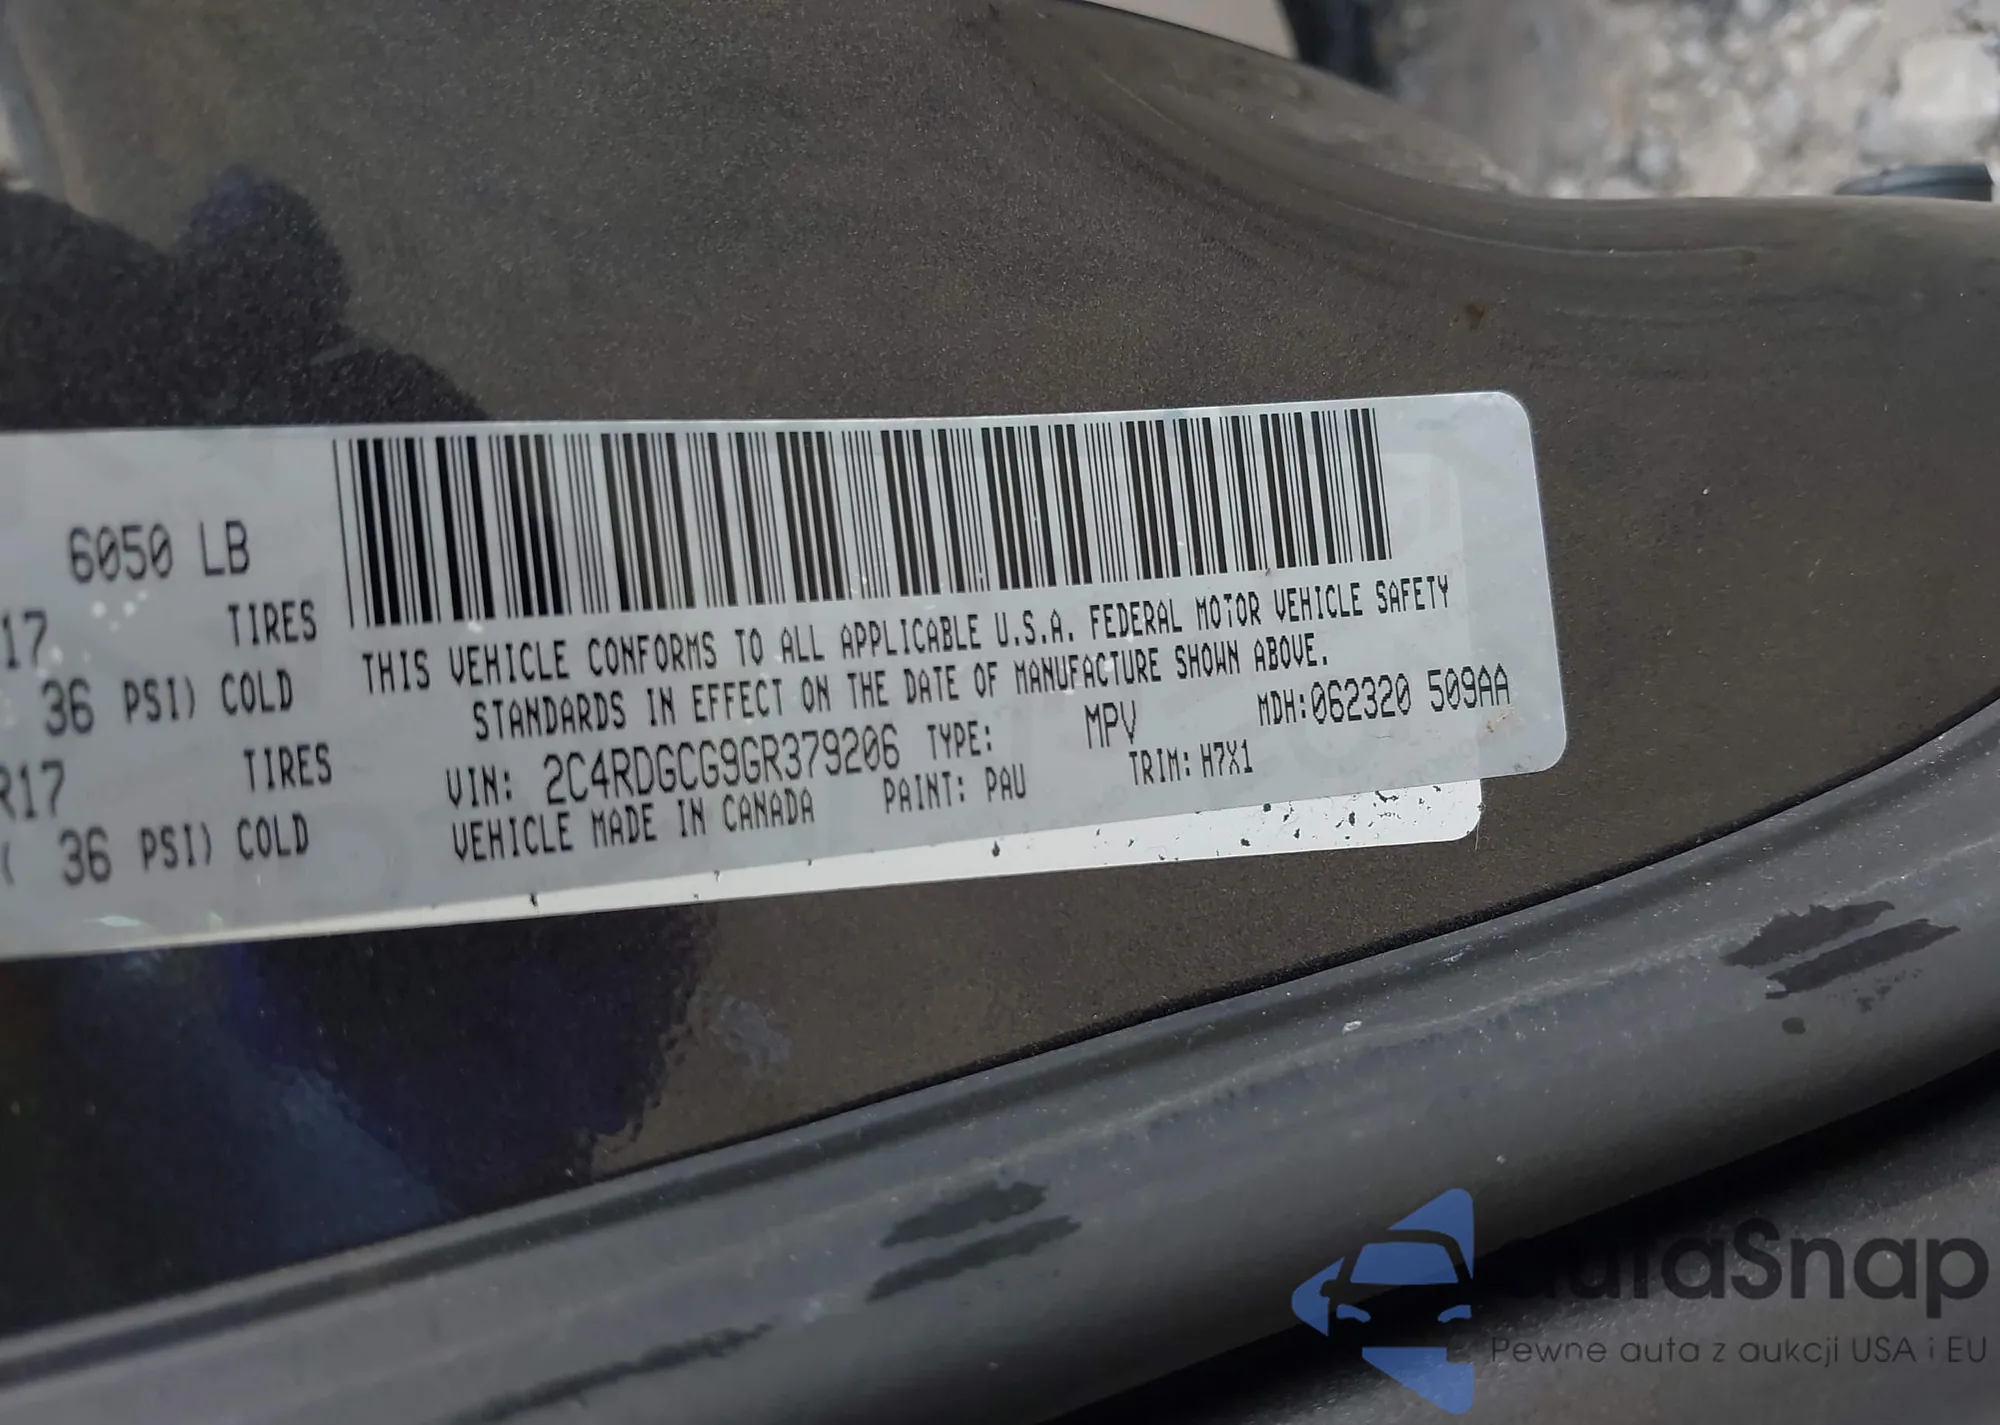 6050 LB
17 TIRES
36 PSI) COLD
R17 TIRES
( 36 PSI) COLD
THIS VEHICLE CONFORMS TO ALL APPLICABLE U.S.A. FEDERAL MOTOR VEHICLE SAFETY
STANDARDS IN EFFECT ON THE DATE OF MANUFACTURE SHOWN ABOVE.
VIN: 2C4RDGCG9GR379206 TYPE: MPV MDH:062320 509AA
VEHICLE MADE IN CANADA PAINT: PAU TRIM: H7X1
autaSnap
Pewne auta z aukcji USA i EU